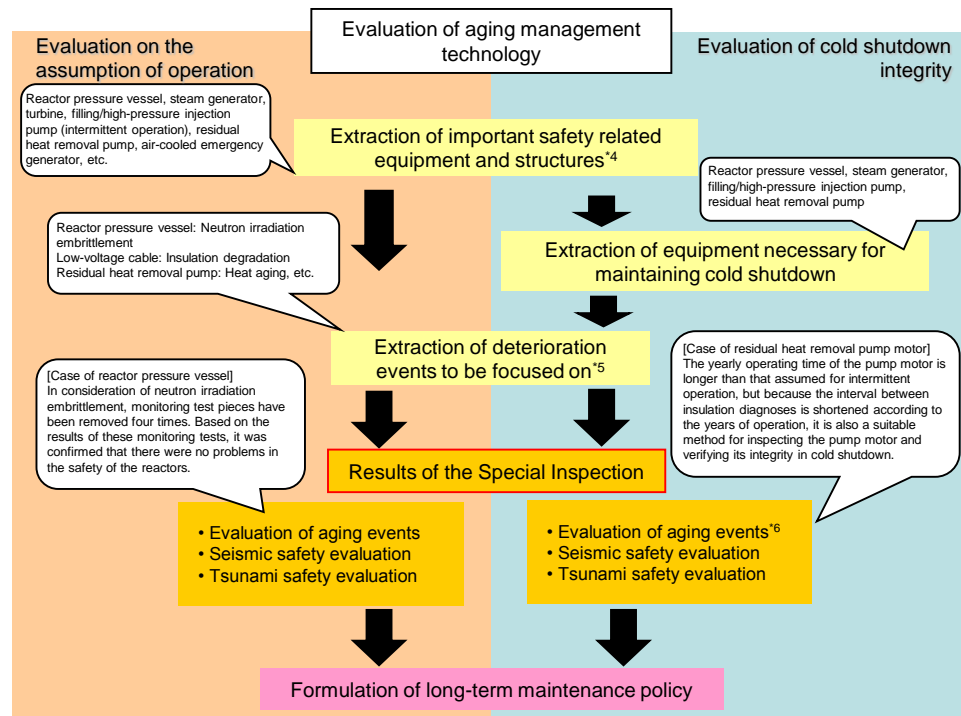 Evaluation of aging management
technology
Evaluation on the
assumption of operation
Evaluation of cold shutdown
integrity
Reactor pressure vessel, steam generator,
turbine, filling/high-pressure injection
pump (intermittent operation), residual
heat removal pump, air-cooled emergency
generator, etc.
Extraction of important safety related
equipment and structures*4
Reactor pressure vessel, steam generator,
filling/high-pressure injection pump,
residual heat removal pump
Reactor pressure vessel: Neutron irradiation
embrittlement
Low-voltage cable: Insulation degradation
Residual heat removal pump: Heat aging, etc.
Extraction of equipment necessary for
maintaining cold shutdown
Extraction of deterioration
events to be focused on*5
[Case of reactor pressure vessel]
In consideration of neutron irradiation
embrittlement, monitoring test pieces have
been removed four times. Based on the
results of these monitoring tests, it was
confirmed that there were no problems in
the safety of the reactors.
[Case of residual heat removal pump motor]
The yearly operating time of the pump motor is
longer than that assumed for intermittent
operation, but because the interval between
insulation diagnoses is shortened according to
the years of operation, it is also a suitable
method for inspecting the pump motor and
verifying its integrity in cold shutdown.
Results of the Special Inspection
• Evaluation of aging events
• Seismic safety evaluation
• Tsunami safety evaluation
• Evaluation of aging events*6
• Seismic safety evaluation
• Tsunami safety evaluation
Formulation of long-term maintenance policy